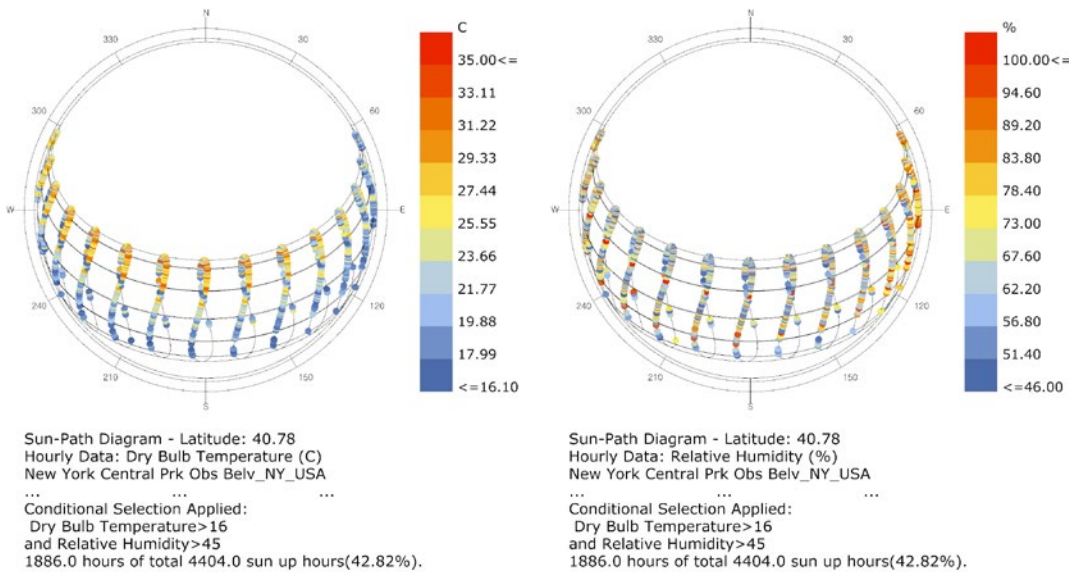 N
30
60
E
120
150
S
210
240
W
300
330
C
35.00<=
33.11
31.22
29.33
27.44
25.55
23.66
21.77
19.88
17.99
<=16.10
Sun-Path Diagram - Latitude: 40.78
Hourly Data: Dry Bulb Temperature (C)
New York Central Prk Obs Belv_NY_USA
... ... ...
Conditional Selection Applied:
Dry Bulb Temperature>16
and Relative Humidity>45
1886.0 hours of total 4404.0 sun up hours(42.82%).
N
30
60
E
120
150
S
210
240
W
300
330
%
100.00<=
94.60
89.20
83.80
78.40
73.00
67.60
62.20
56.80
51.40
<=46.00
Sun-Path Diagram - Latitude: 40.78
Hourly Data: Relative Humidity (%)
New York Central Prk Obs Belv_NY_USA
... ... ...
Conditional Selection Applied:
Dry Bulb Temperature>16
and Relative Humidity>45
1886.0 hours of total 4404.0 sun up hours(42.82%).